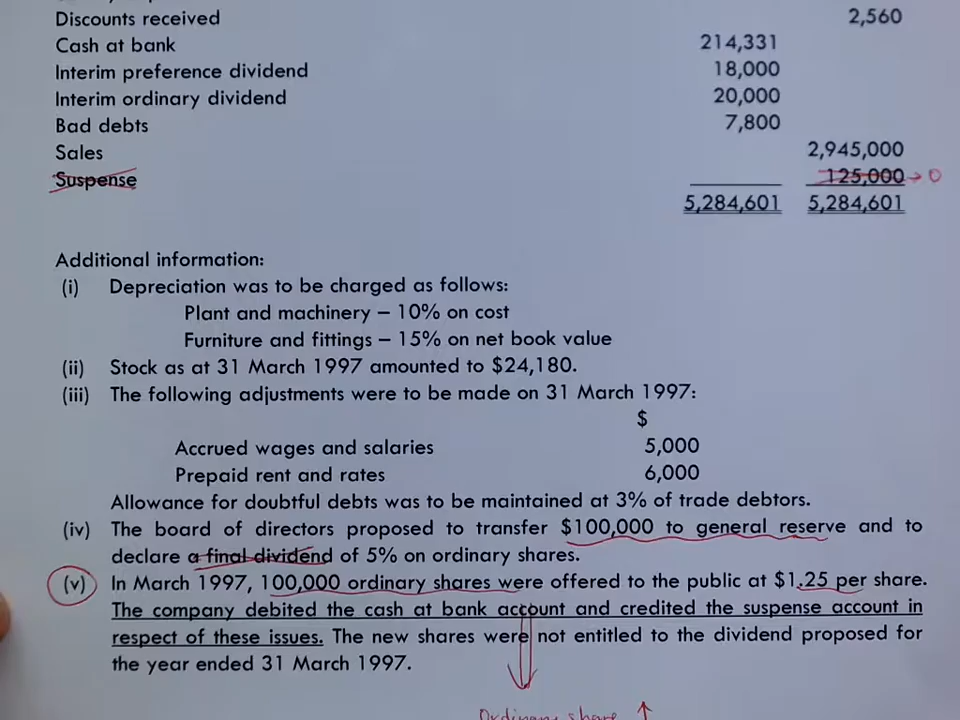 Discounts received 2,560
Cash at bank 214,331
Interim preference dividend 18,000
Interim ordinary dividend 20,000
Bad debts 7,800
Sales 2,945,000
Suspense 125,000 → 0
5,284,601 5,284,601
Additional information:
(i) Depreciation was to be charged as follows:
Plant and machinery – 10% on cost
Furniture and fittings – 15% on net book value
(ii) Stock as at 31 March 1997 amounted to $24,180.
(iii) The following adjustments were to be made on 31 March 1997:
$
Accrued wages and salaries 5,000
Prepaid rent and rates 6,000
Allowance for doubtful debts was to be maintained at 3% of trade debtors.
(iv) The board of directors proposed to transfer $100,000 to general reserve and to
declare a final dividend of 5% on ordinary shares.
(v) In March 1997, 100,000 ordinary shares were offered to the public at $1.25 per share.
The company debited the cash at bank account and credited the suspense account in
respect of these issues. The new shares were not entitled to the dividend proposed for
the year ended 31 March 1997.
Ordinary share ↑